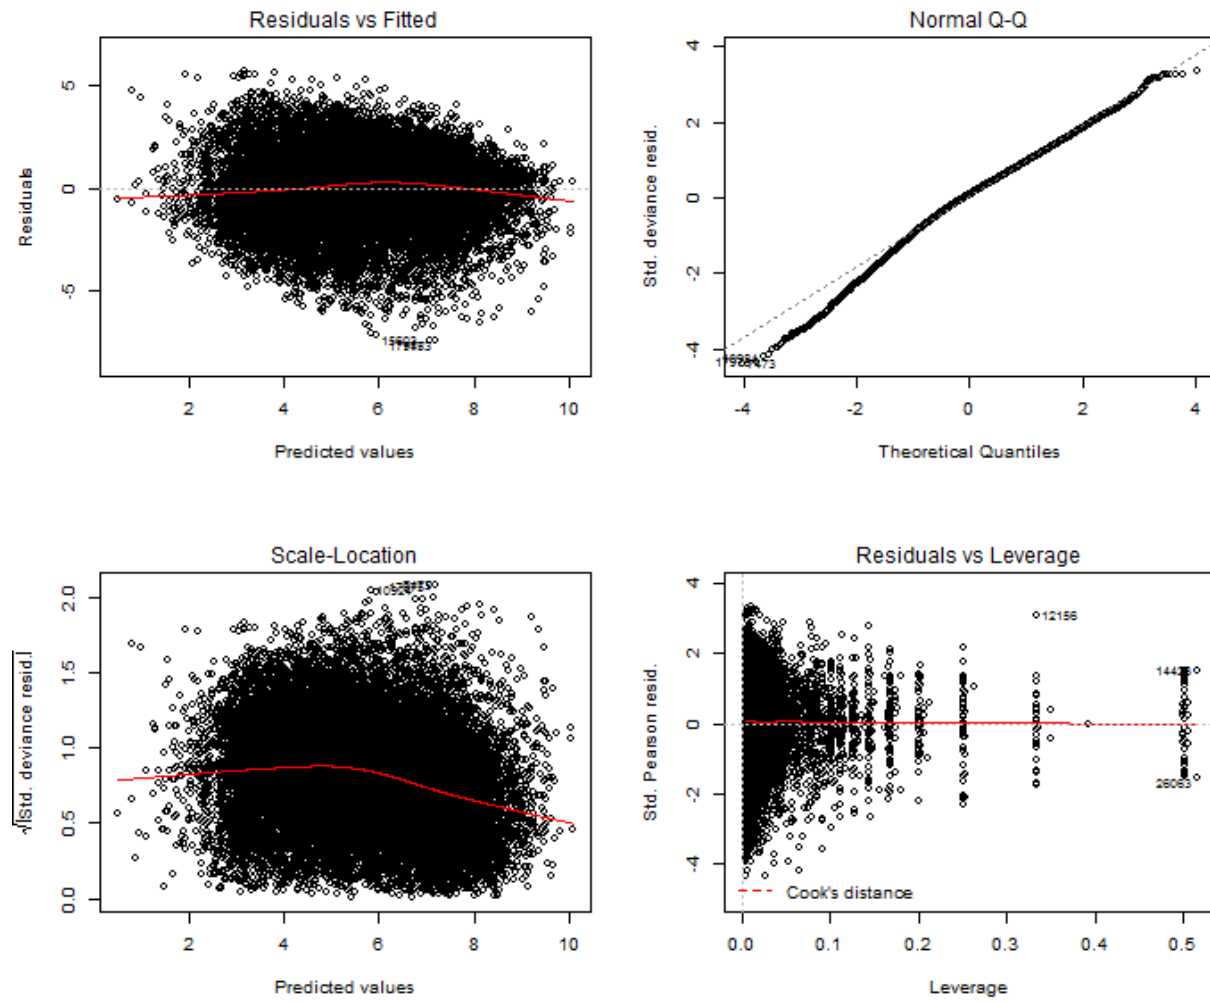 Residuals vs Fitted
Residuals
5
0
-5
2 4 6 8 10
Predicted values
Normal Q-Q
Std. deviance resid.
4
2
0
-2
-4
-4 -2 0 2 4
Theoretical Quantiles
Scale-Location
√|Std. deviance resid.|
2.0
1.5
1.0
0.5
0.0
2 4 6 8 10
Predicted values
Residuals vs Leverage
Std. Pearson resid.
4
2
0
-2
-4
12156
26063
Cook's distance
0.0 0.1 0.2 0.3 0.4 0.5
Leverage